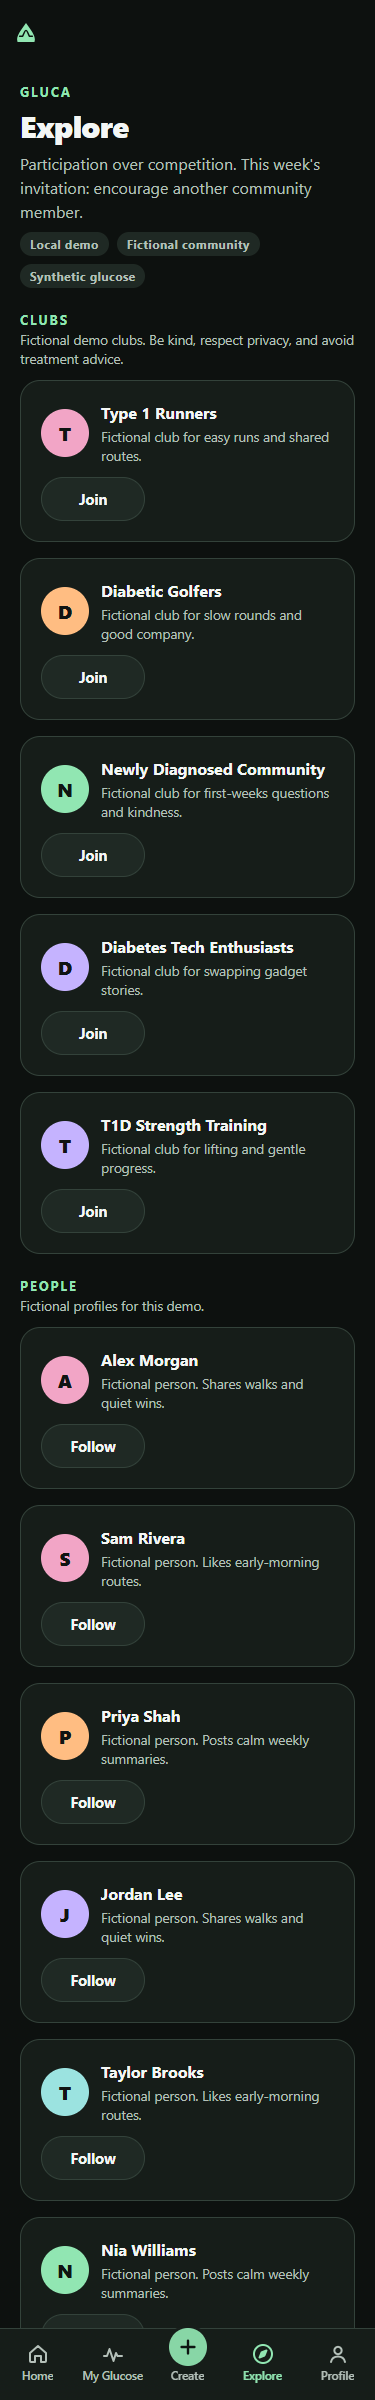 GLUCA
Explore
Participation over competition. This week's
invitation: encourage another community
member.
Local demo
Fictional community
Synthetic glucose
CLUBS
Fictional demo clubs. Be kind, respect privacy, and avoid
treatment advice.
T
Type 1 Runners
Fictional club for easy runs and shared
routes.
Join
D
Diabetic Golfers
Fictional club for slow rounds and
good company.
Join
N
Newly Diagnosed Community
Fictional club for first-weeks questions
and kindness.
Join
D
Diabetes Tech Enthusiasts
Fictional club for swapping gadget
stories.
Join
T
T1D Strength Training
Fictional club for lifting and gentle
progress.
Join
PEOPLE
Fictional profiles for this demo.
A
Alex Morgan
Fictional person. Shares walks and
quiet wins.
Follow
S
Sam Rivera
Fictional person. Likes early-morning
routes.
Follow
P
Priya Shah
Fictional person. Posts calm weekly
summaries.
Follow
J
Jordan Lee
Fictional person. Shares walks and
quiet wins.
Follow
T
Taylor Brooks
Fictional person. Likes early-morning
routes.
Follow
N
Nia Williams
Fictional person. Posts calm weekly
summaries.
Home
My Glucose
Create
Explore
Profile